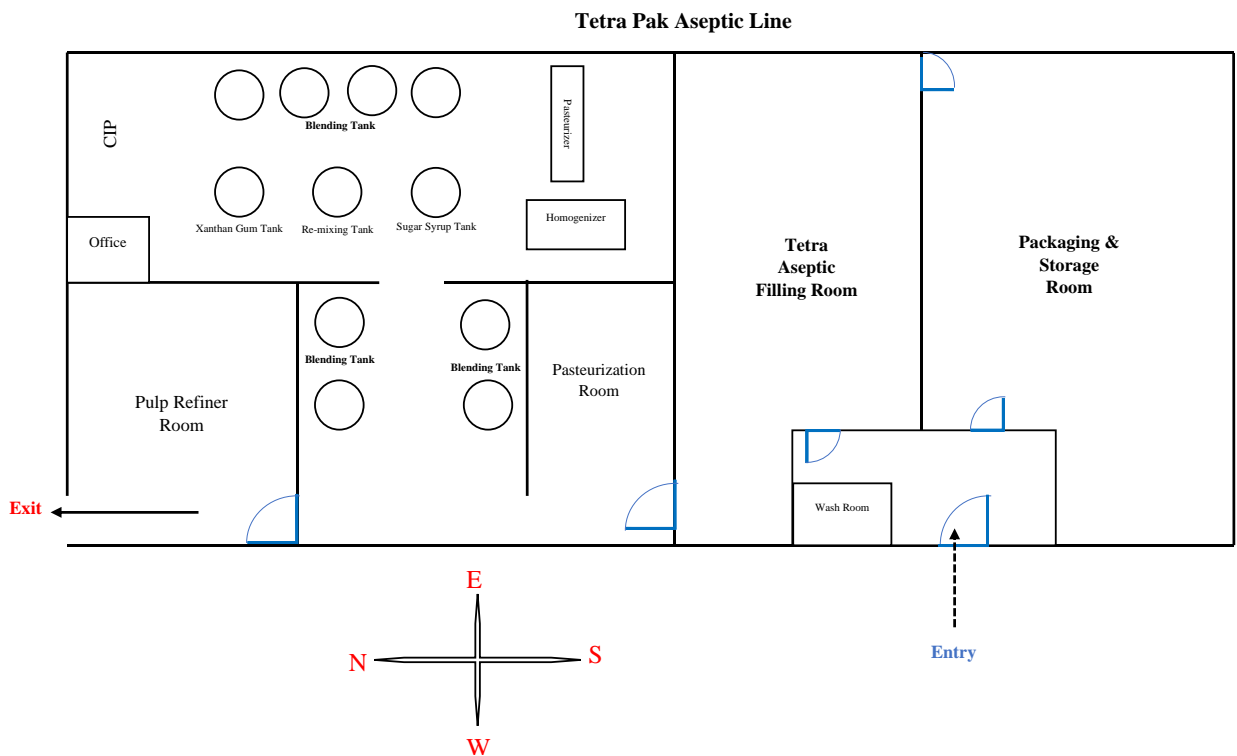 Tetra Pak Aseptic Line
CIP
Blending Tank
Pasteurizer
Xanthan Gum Tank
Re-mixing Tank
Sugar Syrup Tank
Homogenizer
Office
Tetra
Aseptic
Filling Room
Packaging &
Storage
Room
Pulp Refiner
Room
Blending Tank
Blending Tank
Pasteurization
Room
Exit
Wash Room
Entry
E
N
S
W